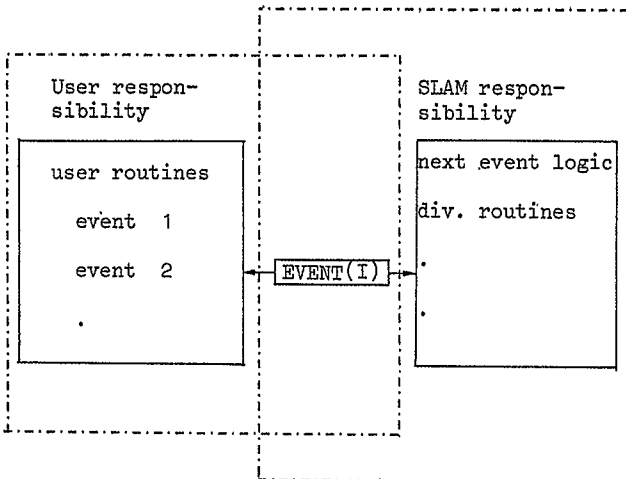 User respon-
sibility
user routines
event 1
event 2
.
EVENT(I)
SLAM respon-
sibility
next event logic
div. routines
.
.